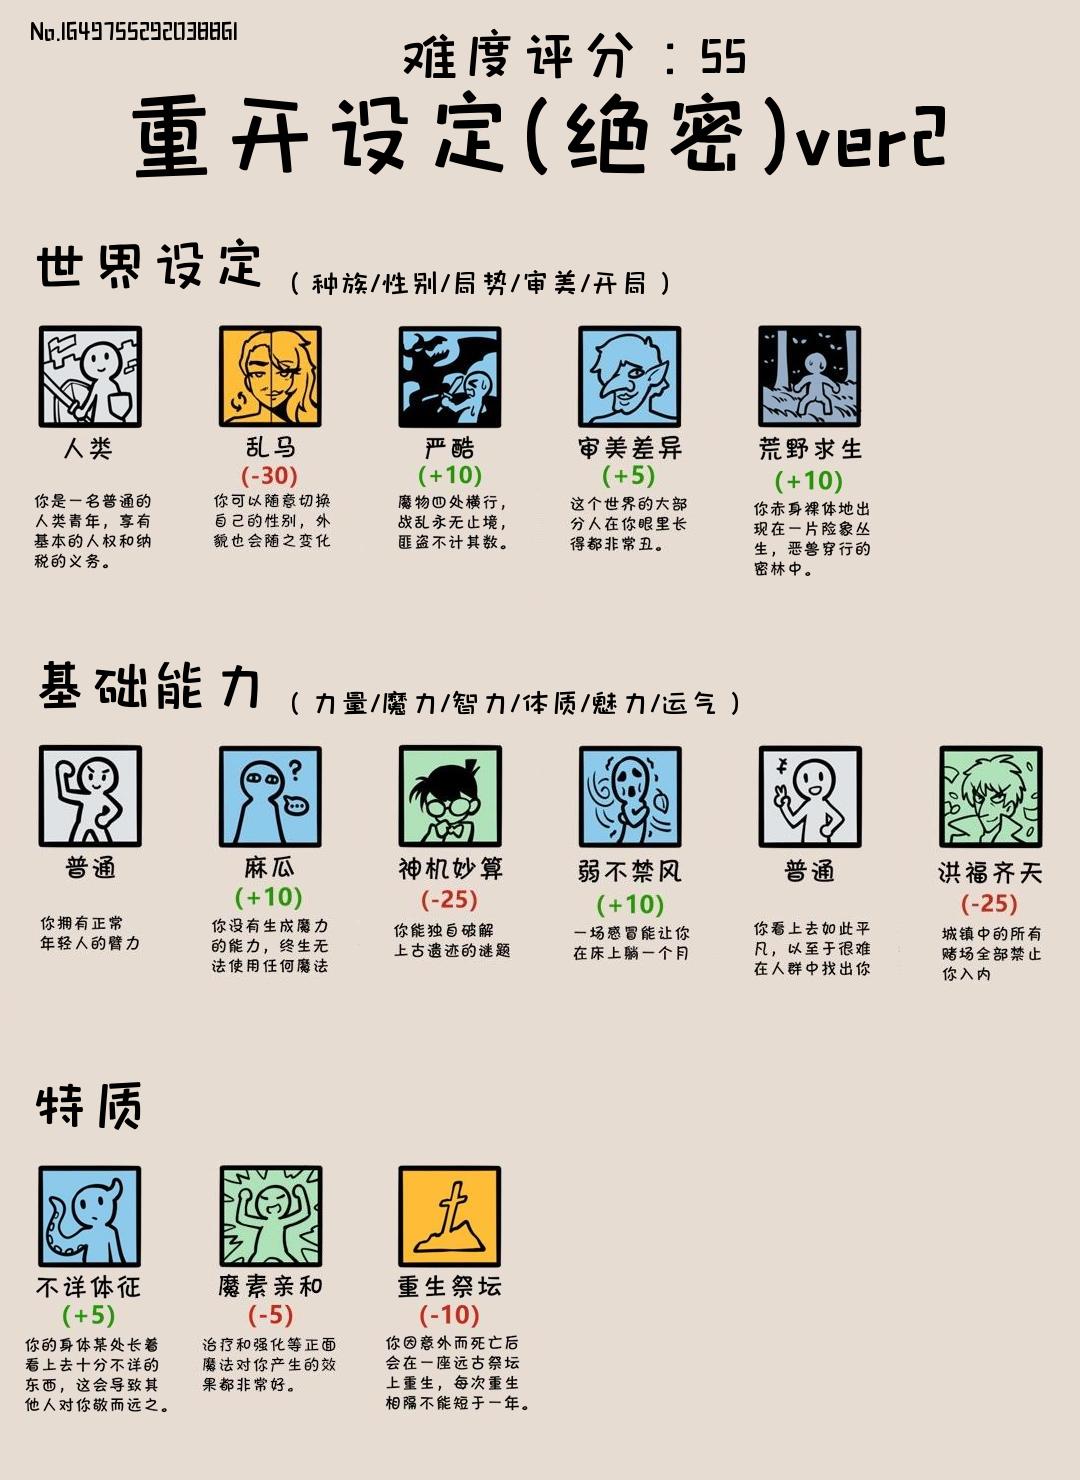 No.1649755292038861
难度评分：55
重开设定(绝密)ver2
世界设定（种族/性别/局势/审美/开局）
人类
你是一名普通的
人类青年，享有
基本的人权和纳
税的义务。
乱马
(-30)
你可以随意切换
自己的性别，外
貌也会随之变化
严酷
(+10)
魔物四处横行，
战乱永无止境，
匪盗不计其数。
审美差异
(+5)
这个世界的大部
分人在你眼里长
得都非常丑。
荒野求生
(+10)
你赤身裸体地出
现在一片险象丛
生，恶兽穿行的
密林中。
基础能力（力量/魔力/智力/体质/魅力/运气）
普通
你拥有正常
年轻人的臂力
麻瓜
(+10)
你没有生成魔力
的能力，终生无
法使用任何魔法
神机妙算
(-25)
你能独自破解
上古遗迹的谜题
弱不禁风
(+10)
一场感冒能让你
在床上躺一个月
普通
你看上去如此平
凡，以至于很难
在人群中找出你
洪福齐天
(-25)
城镇中的所有
赌场全部禁止
你入内
特质
不详体征
(+5)
你的身体某处长着
看上去十分不详的
东西，这会导致其
他人对你敬而远之。
魔素亲和
(-5)
治疗和强化等正面
魔法对你产生的效
果都非常好。
重生祭坛
(-10)
你因意外而死亡后
会在一座远古祭坛
上重生，每次重生
相隔不能短于一年。